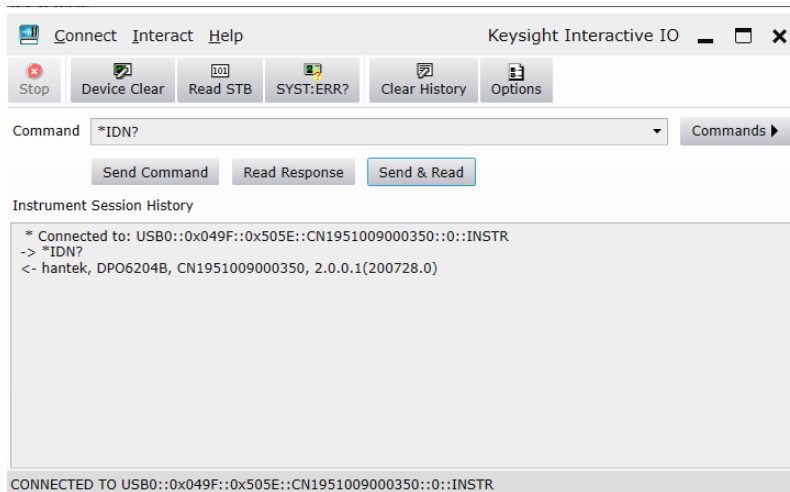 Connect Interact Help Keysight Interactive IO
Stop Device Clear Read STB SYST:ERR? Clear History Options
Command *IDN? Commands
Send Command Read Response Send & Read
Instrument Session History
* Connected to: USB0::0x049F::0x505E::CN1951009000350::0::INSTR
-> *IDN?
<- hantek, DPO6204B, CN1951009000350, 2.0.0.1(200728.0)
CONNECTED TO USB0::0x049F::0x505E::CN1951009000350::0::INSTR